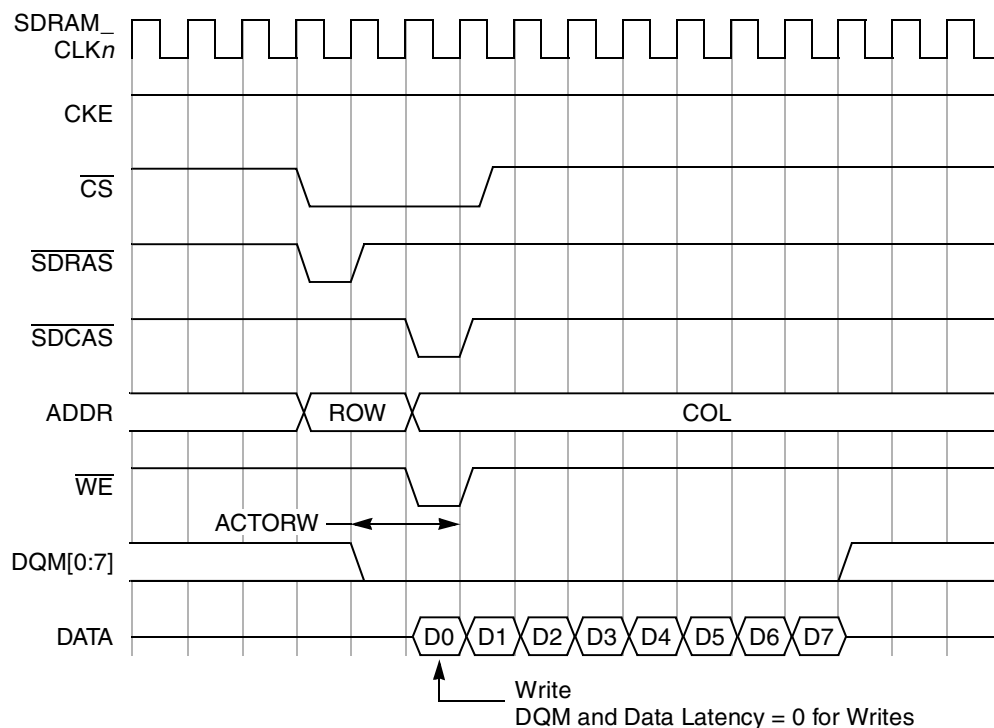 SDRAM_
CLKn
CKE
CS
SDRAS
SDCAS
ADDR ROW COL
WE
ACTORW
DQM[0:7]
DATA D0 D1 D2 D3 D4 D5 D6 D7
Write
DQM and Data Latency = 0 for Writes